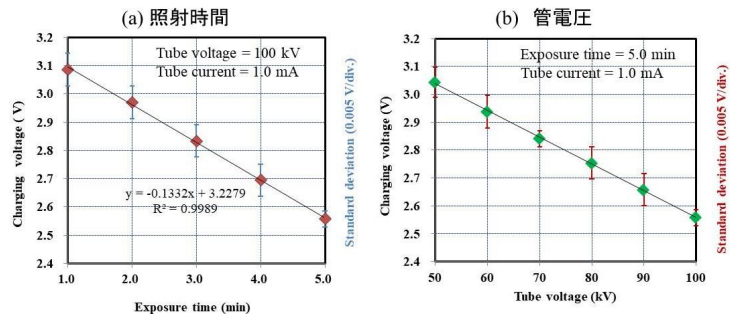 (a) 照射時間
3.2
3.1
3.0
2.9
2.8
2.7
2.6
2.5
2.4
Charging voltage ( V)
Tube voltage = 100 kV
Tube current = 1.0 mA
y = -0.1332x + 3.2279
R² = 0.9989
1.0 2.0 3.0 4.0 5.0
Exposure time (min)
Standard deviation (0.005 V/div.)
(b) 管電圧
3.2
3.1
3.0
2.9
2.8
2.7
2.6
2.5
2.4
Charging voltage (V)
Exposure time = 5.0 min
Tube current = 1.0 mA
50 60 70 80 90 100
Tube voltage (kV)
Standard deviation (0.005 V/div.)